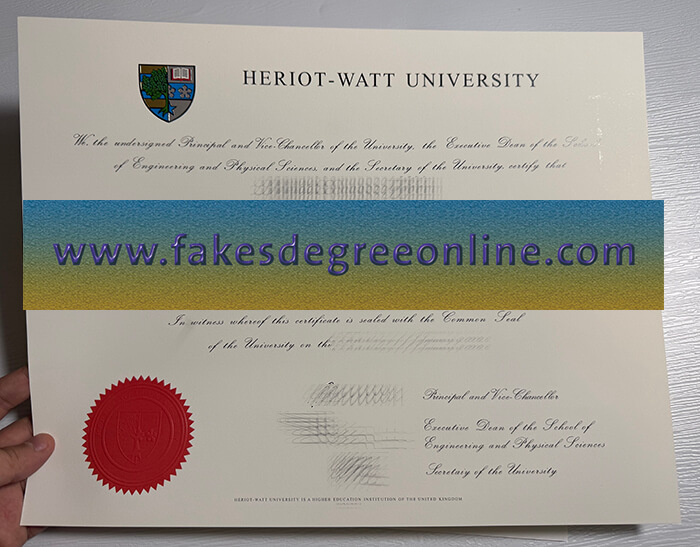 HERIOT-WATT UNIVERSITY
We, the undersigned Principal and Vice-Chancellor of the University, the Executive Dean of the School
of Engineering and Physical Sciences, and the Secretary of the University, certify that
www.fakesdegreeonline.com
In witness whereof this certificate is sealed with the Common Seal
of the University on the
Principal and Vice-Chancellor
Executive Dean of the School of
Engineering and Physical Sciences
Secretary of the University
HERIOT-WATT UNIVERSITY IS A HIGHER EDUCATION INSTITUTION OF THE UNITED KINGDOM